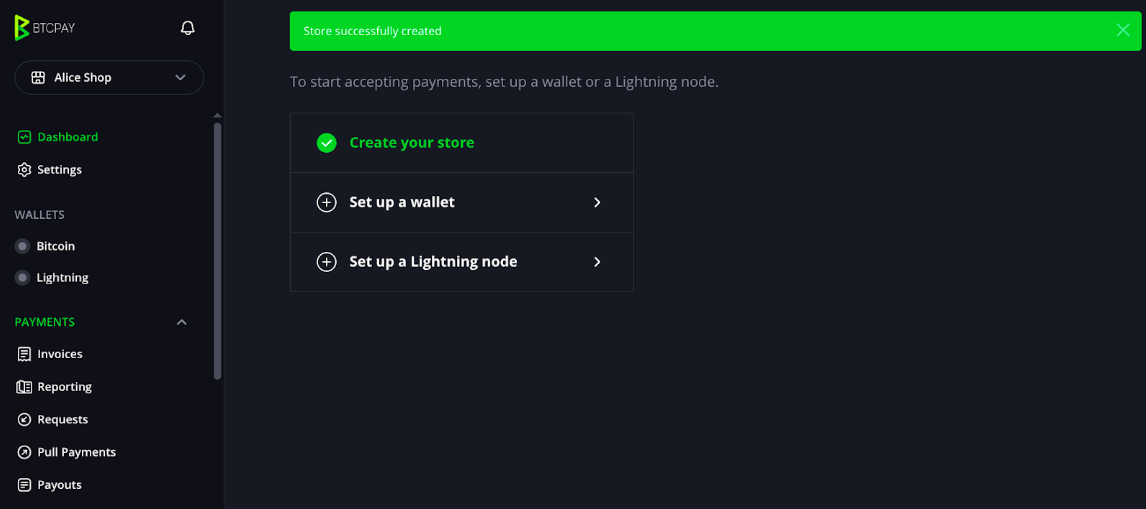 BTCPAY
Alice Shop
Dashboard
Settings
WALLETS
Bitcoin
Lightning
PAYMENTS
Invoices
Reporting
Requests
Pull Payments
Payouts
Store successfully created
To start accepting payments, set up a wallet or a Lightning node.
Create your store
Set up a wallet
Set up a Lightning node